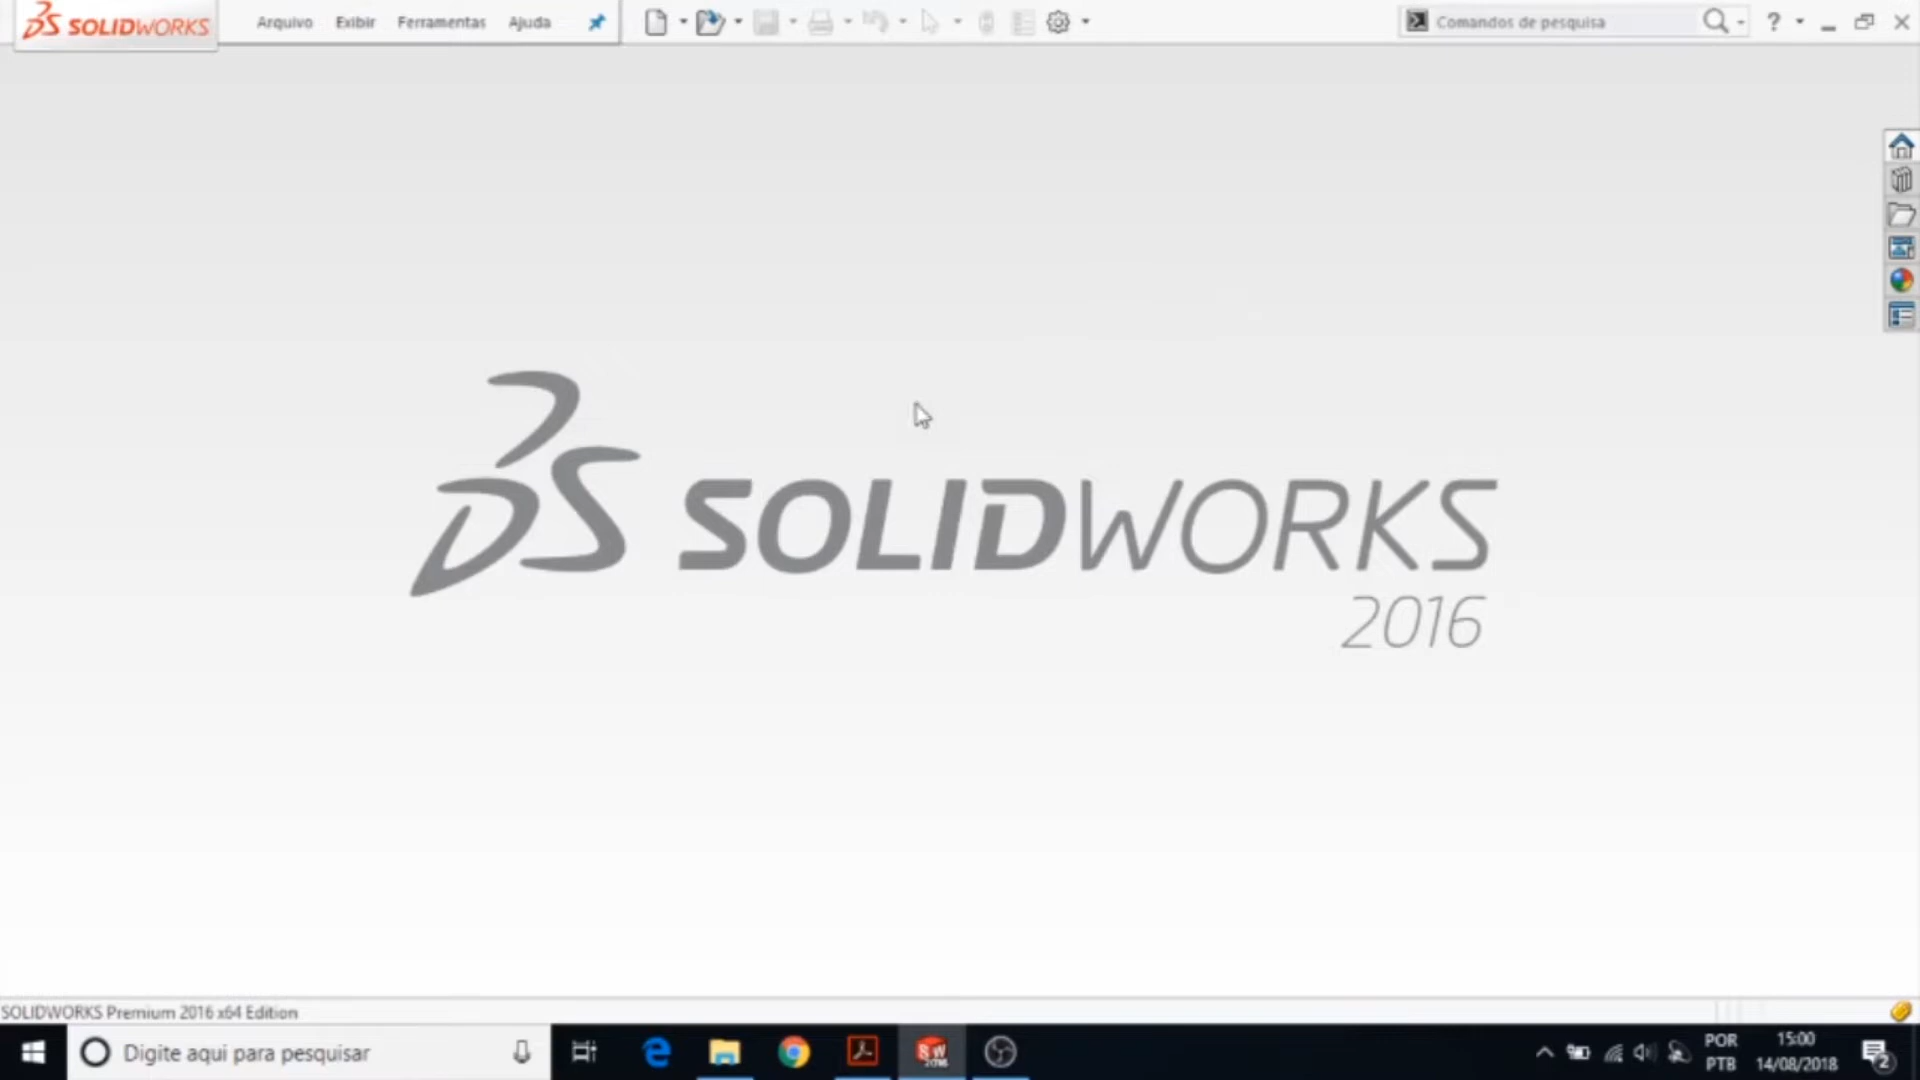 SOLIDWORKS
Arquivo Exibir Ferramentas Ajuda
Comandos de pesquisa
?
SOLIDWORKS
2016
SOLIDWORKS Premium 2016 x64 Edition
Digite aqui para pesquisar
POR
PTB
15:00
14/08/2018
2